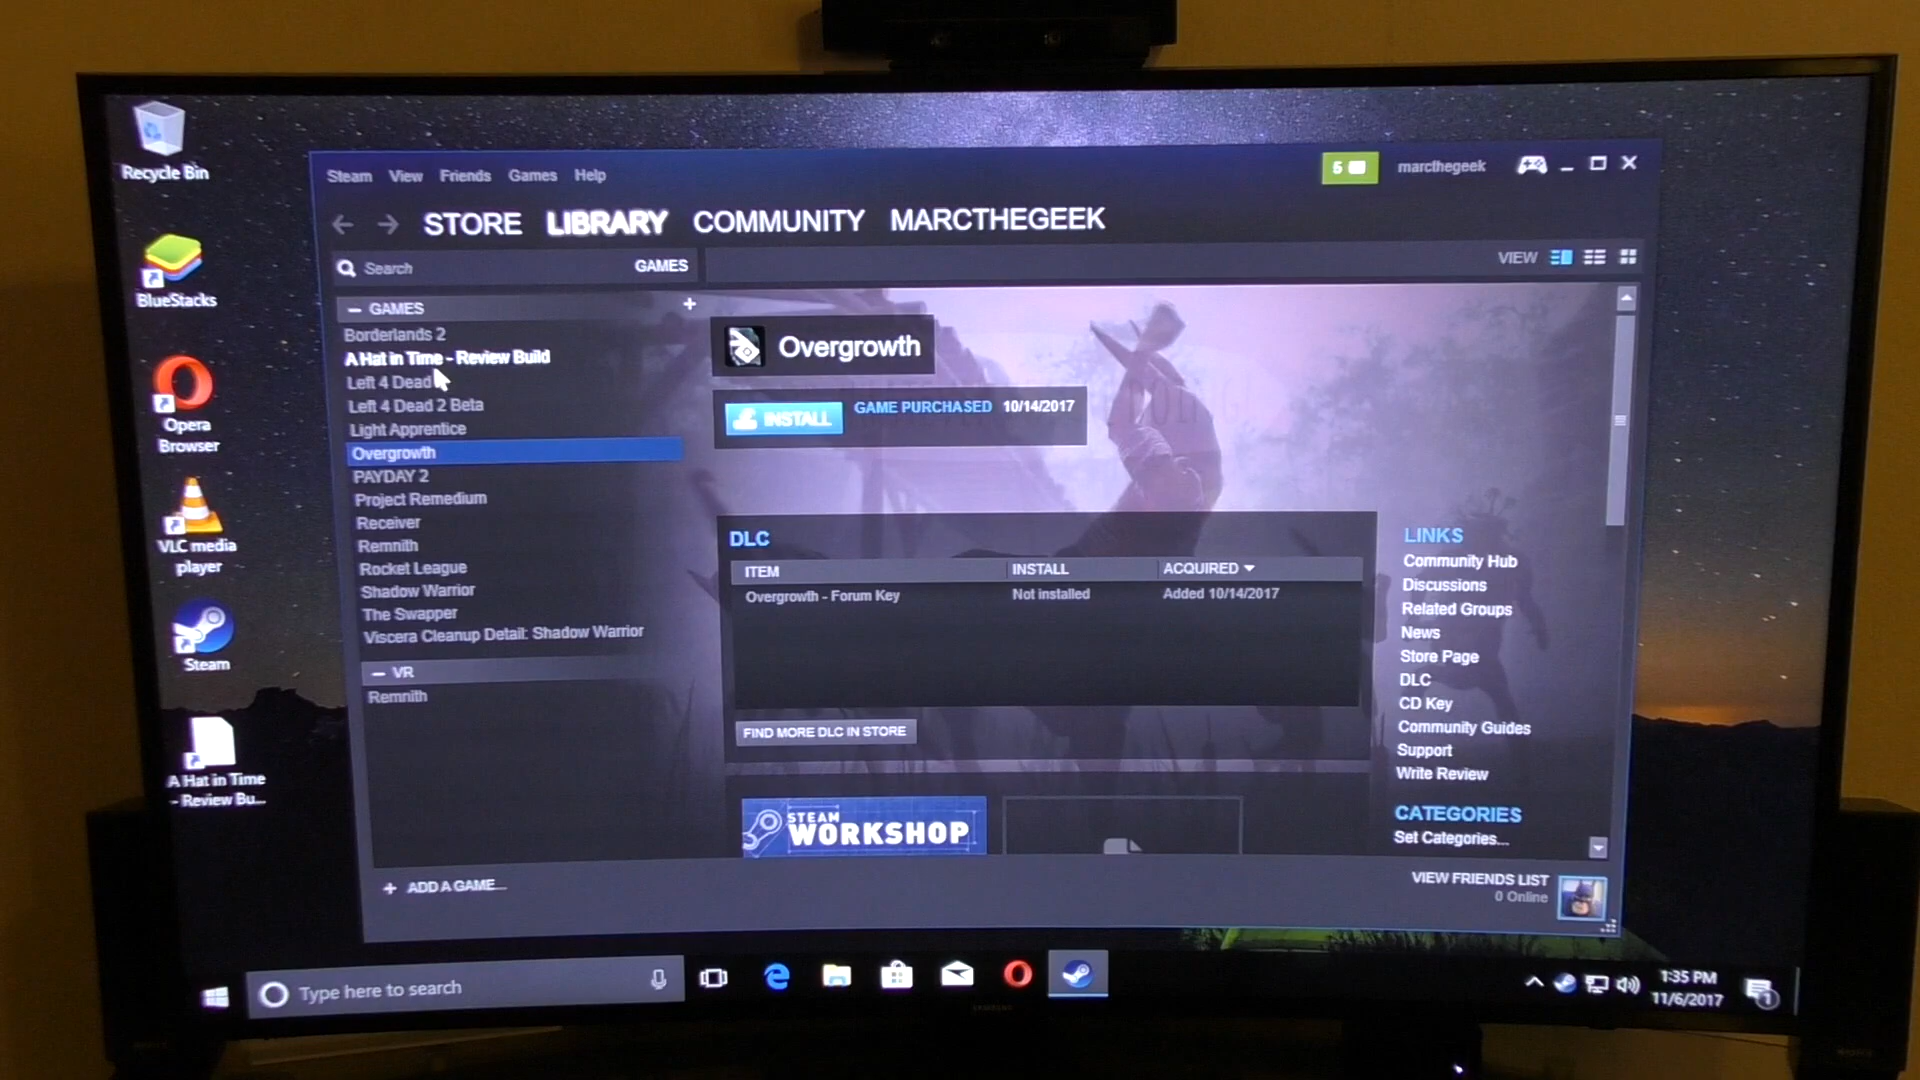 Recycle Bin
BlueStacks
Opera
Browser
VLC media
player
Steam
A Hat in Time
- Review Bu...
Steam View Friends Games Help
5
marcthegeek
STORE LIBRARY COMMUNITY MARCTHEGEEK
Search
GAMES
VIEW
— GAMES
+
Borderlands 2
A Hat in Time - Review Build
Left 4 Dead
Left 4 Dead 2 Beta
Light Apprentice
Overgrowth
PAYDAY 2
Project Remedium
Receiver
Remnith
Rocket League
Shadow Warrior
The Swapper
Viscera Cleanup Detail: Shadow Warrior
— VR
Remnith
+ ADD A GAME...
Overgrowth
INSTALL
GAME PURCHASED 10/14/2017
DLC
ITEM INSTALL ACQUIRED
Overgrowth - Forum Key Not installed Added 10/14/2017
FIND MORE DLC IN STORE
STEAM
WORKSHOP
LINKS
Community Hub
Discussions
Related Groups
News
Store Page
DLC
CD Key
Community Guides
Support
Write Review
CATEGORIES
Set Categories...
VIEW FRIENDS LIST
0 Online
Type here to search
1:35 PM
11/6/2017
1
SAMSUNG